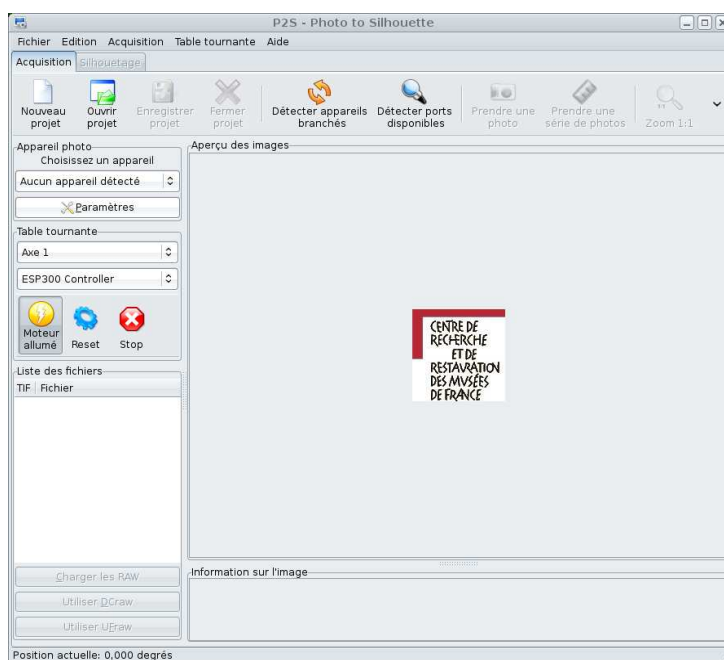 P2S - Photo to Silhouette
Fichier Edition Acquisition Table tournante Aide
Acquisition Silhouetage
Nouveau projet
Ouvrir projet
Enregistrer projet
Fermer projet
Détecter appareils branchés
Détecter ports disponibles
Prendre une photo
Prendre une série de photos
Zoom 1:1
Appareil photo
Choisissez un appareil
Aucun appareil détecté
Paramètres
Table tournante
Axe 1
ESP300 Controller
Moteur allumé
Reset
Stop
Liste des fichiers
TIF Fichier
Charger les RAW
Utiliser DCraw
Utiliser UFraw
Aperçu des images
CENTRE DE
RECHERCHE
ET DE
RESTAVRATION
DES MVSÉES
DE FRANCE
Information sur l'image
Position actuelle: 0,000 degrés